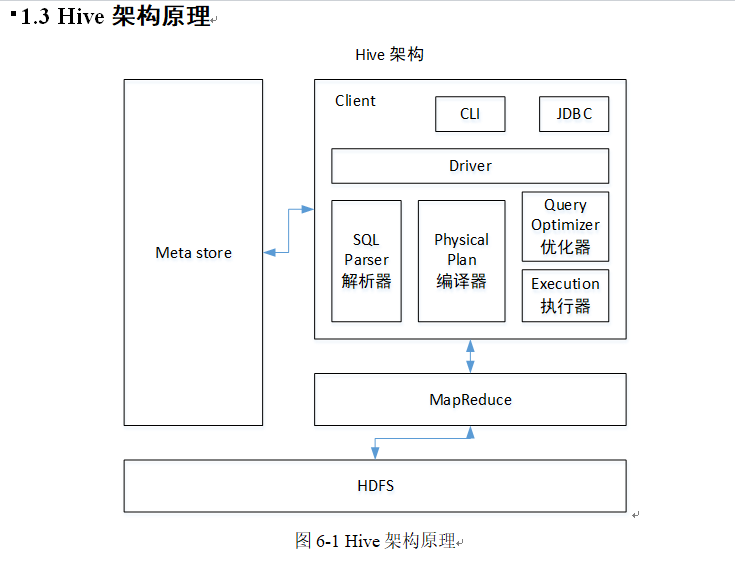 1.3 Hive 架构原理
Hive 架构
Client
CLI
JDBC
Driver
Meta store
SQL
Parser
解析器
Physical
Plan
编译器
Query
Optimizer
优化器
Execution
执行器
MapReduce
HDFS
图 6-1 Hive 架构原理